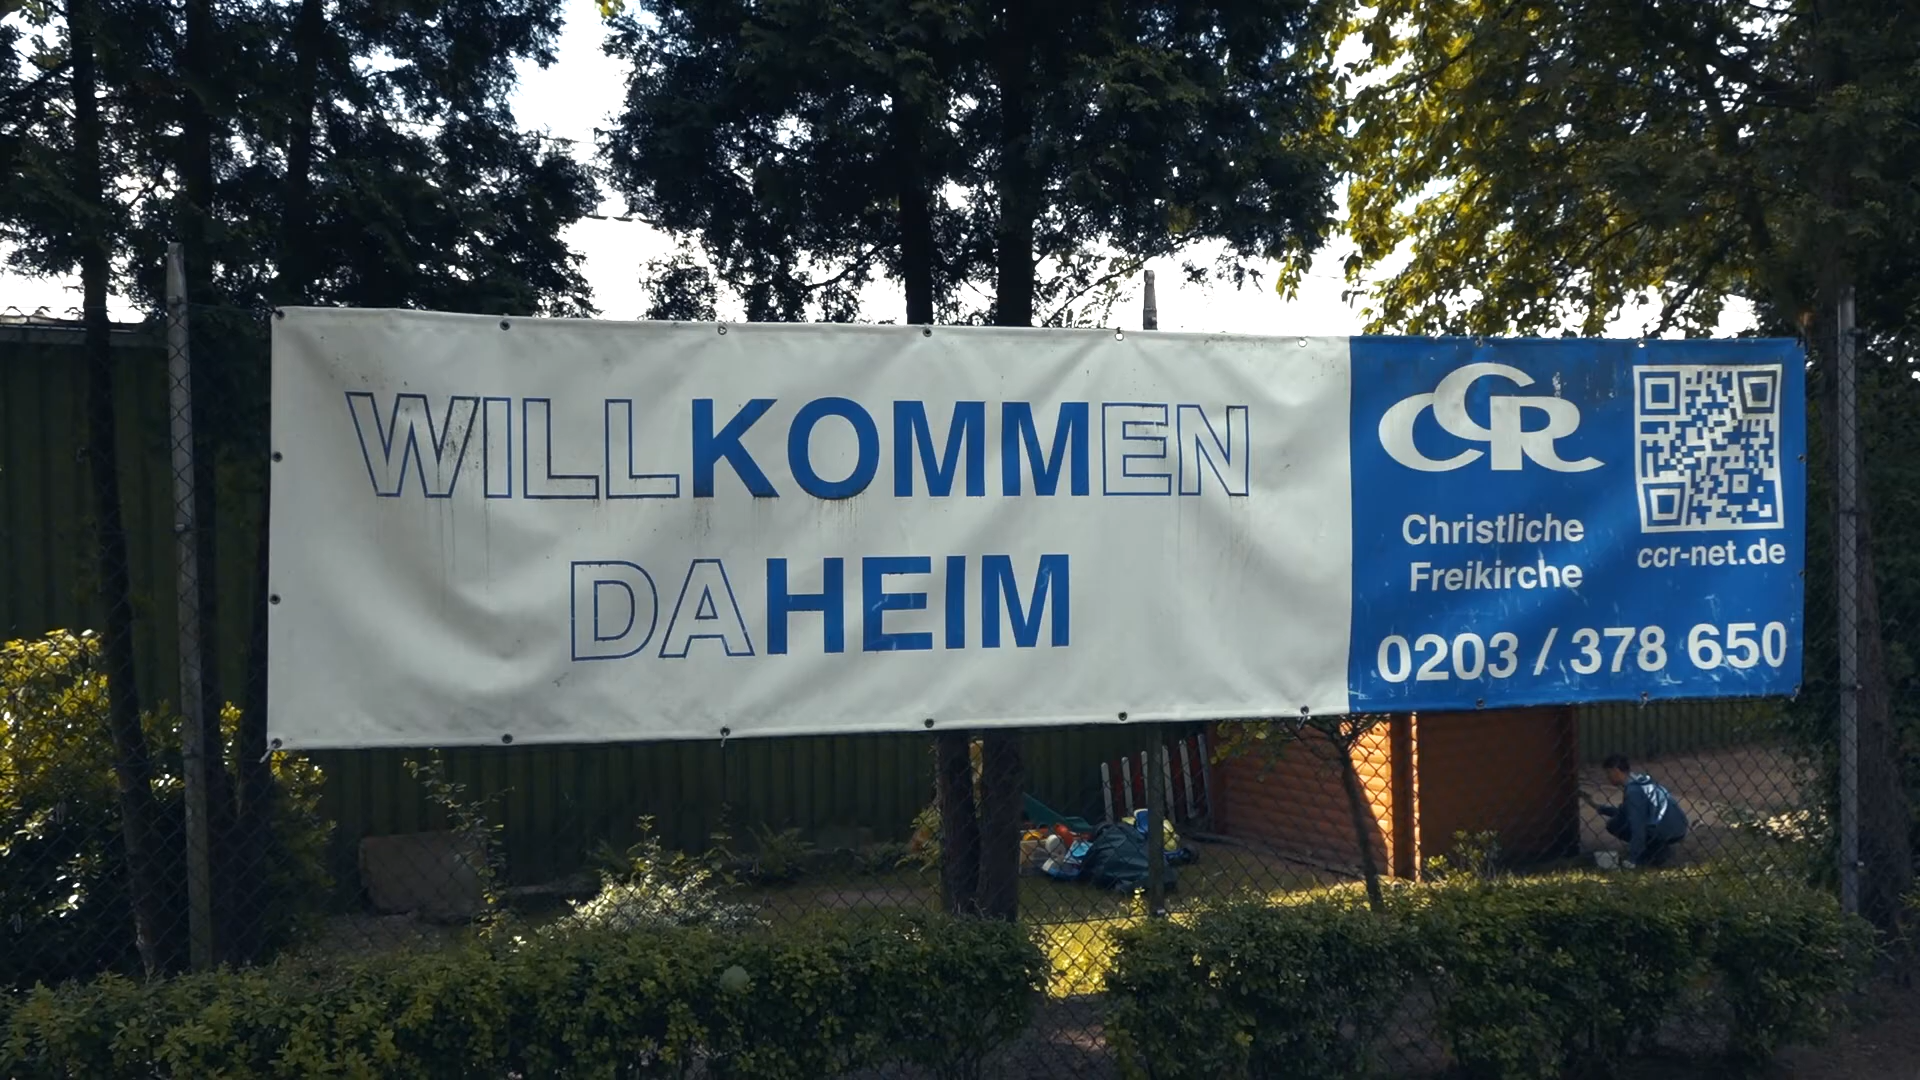 WILLKOMMEN
DAHEIM
CCR
Christliche
Freikirche
ccr-net.de
0203 / 378 650